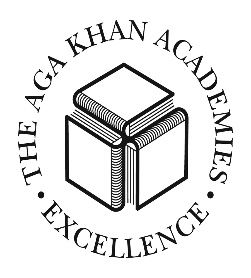 THE AGA KHAN ACADEMIES
• EXCELLENCE •